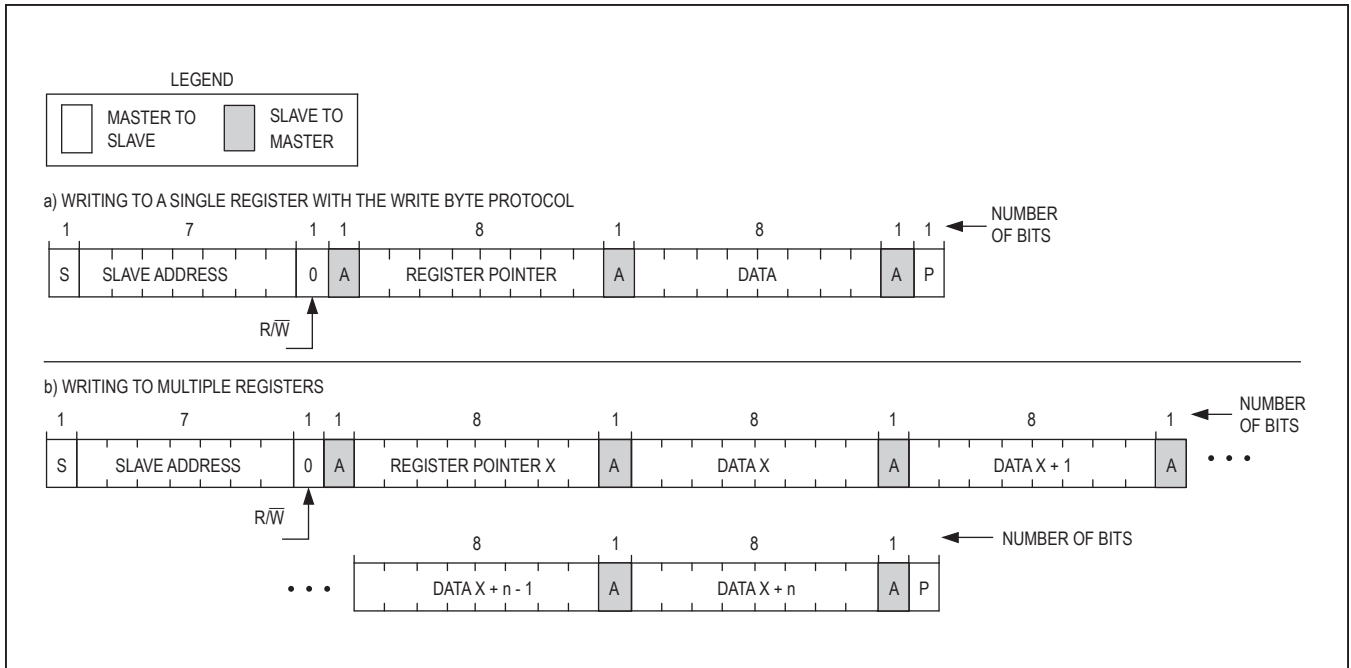 LEGEND
MASTER TO
SLAVE
SLAVE TO
MASTER
a) WRITING TO A SINGLE REGISTER WITH THE WRITE BYTE PROTOCOL
1 7 1 1 8 1 8 1 1 NUMBER
OF BITS
S SLAVE ADDRESS 0 A REGISTER POINTER A DATA A P
R/W̅
b) WRITING TO MULTIPLE REGISTERS
1 7 1 1 8 1 8 1 8 1 NUMBER
OF BITS
S SLAVE ADDRESS 0 A REGISTER POINTER X A DATA X A DATA X + 1 A • • •
R/W̅
8 1 8 1 NUMBER OF BITS
• • • DATA X + n - 1 A DATA X + n A P